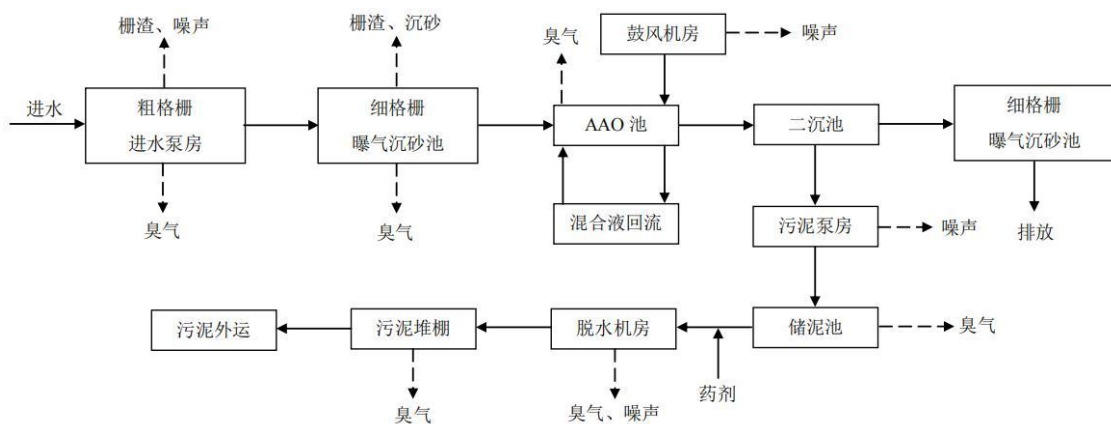 栅渣、噪声
栅渣、沉砂
臭气
鼓风机房
噪声
进水
粗格栅
进水泵房
细格栅
曝气沉砂池
AAO 池
二沉池
细格栅
曝气沉砂池
臭气
臭气
混合液回流
污泥泵房
噪声
排放
污泥外运
污泥堆棚
脱水机房
储泥池
臭气
药剂
臭气
臭气、噪声